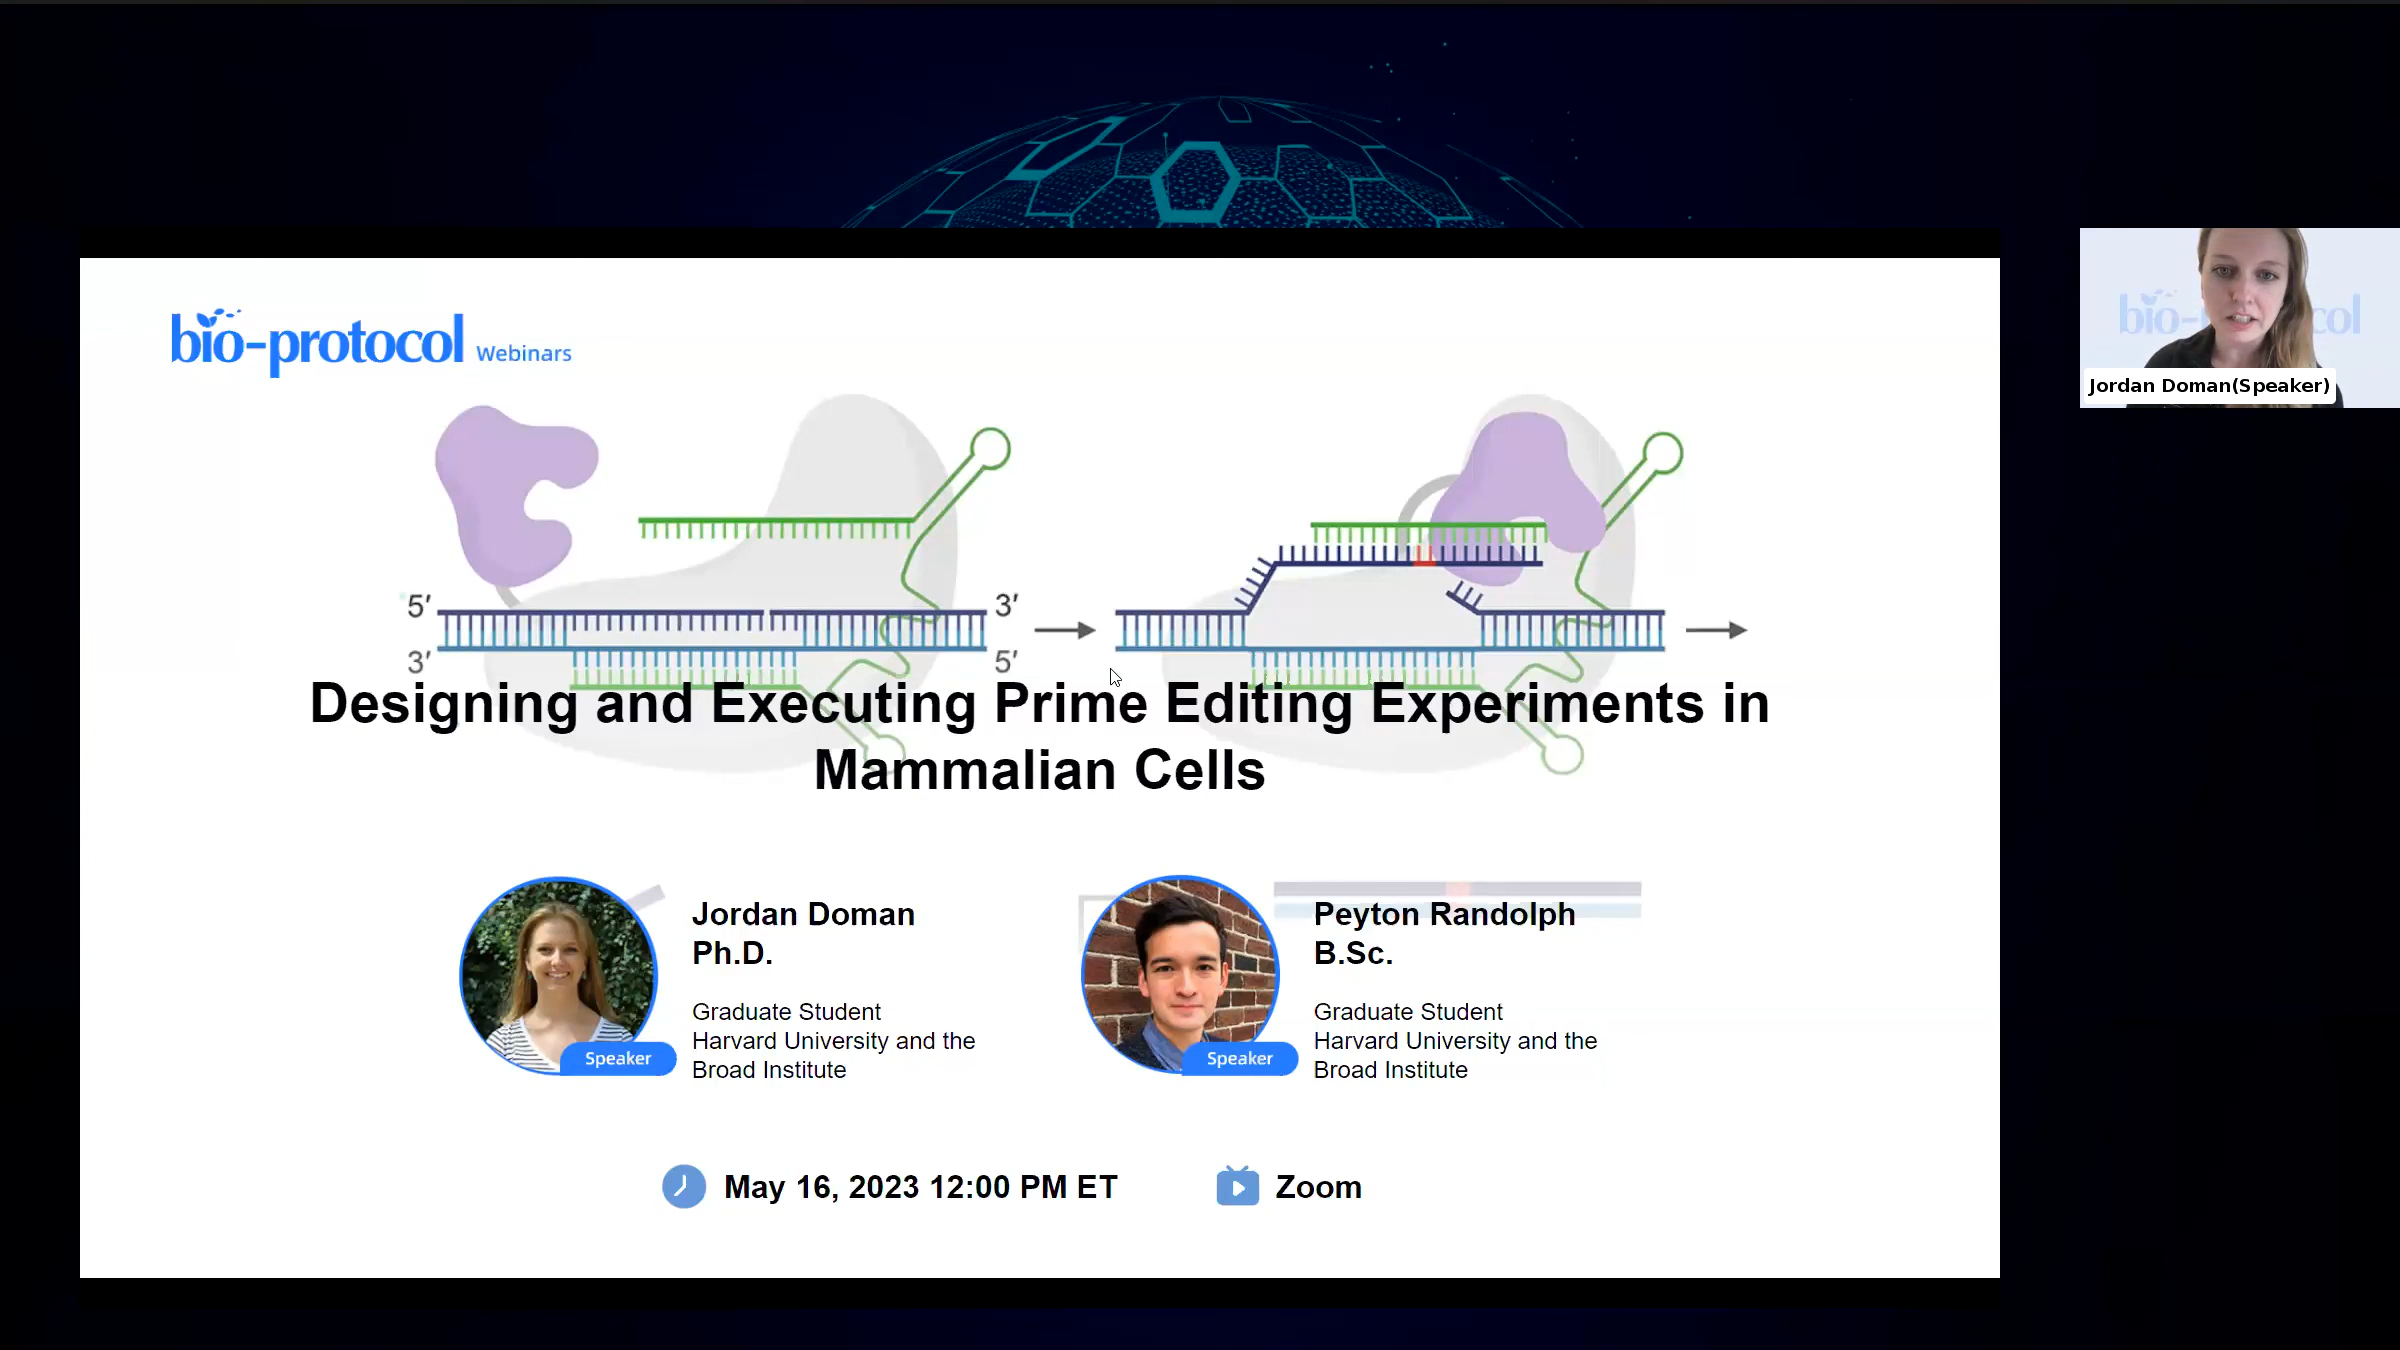 bio-protocol Webinars
5′ 3′
3′ 5′
Designing and Executing Prime Editing Experiments in
Mammalian Cells
Jordan Doman
Ph.D.
Graduate Student
Harvard University and the
Broad Institute
Speaker
Peyton Randolph
B.Sc.
Graduate Student
Harvard University and the
Broad Institute
Speaker
May 16, 2023 12:00 PM ET
Zoom
bio- col
Jordan Doman(Speaker)